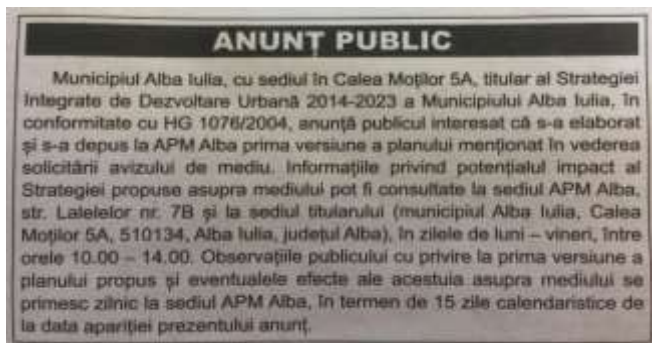 ANUNȚ PUBLIC
Municipiul Alba Iulia, cu sediul în Calea Moților 5A, titular al Strategiei
Integrate de Dezvoltare Urbană 2014-2023 a Municipiului Alba Iulia, în
conformitate cu HG 1076/2004, anunță publicul interesat că s-a elaborat
și s-a depus la APM Alba prima versiune a planului menționat în vederea
solicitării avizului de mediu. Informațiile privind potențialul impact al
Strategiei propuse asupra mediului pot fi consultate la sediul APM Alba,
str. Lalelelor nr. 7B și la sediul titularului (municipiul Alba Iulia, Calea
Moților 5A, 510134, Alba Iulia, județul Alba), în zilele de luni – vineri, între
orele 10.00 – 14.00. Observațiile publicului cu privire la prima versiune a
planului propus și eventualele efecte ale acestuia asupra mediului se
primesc zilnic la sediul APM Alba, în termen de 15 zile calendaristice de
la data apariției prezentului anunț.